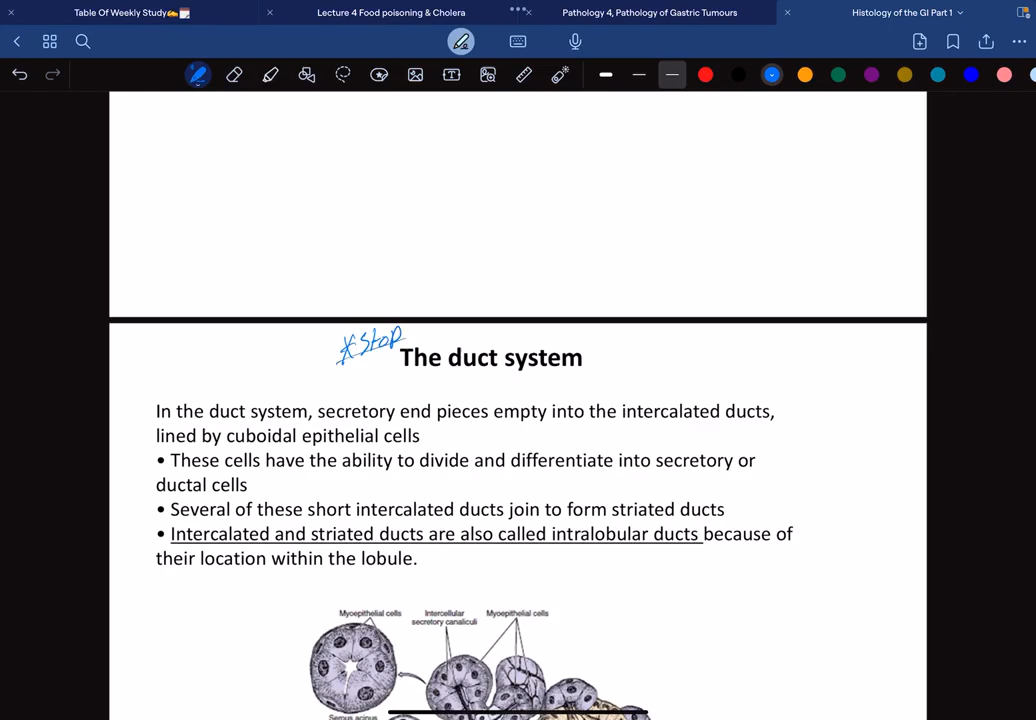 Table Of Weekly Study✍️🗓️
Lecture 4 Food poisoning & Cholera
Pathology 4, Pathology of Gastric Tumours
Histology of the GI Part 1
*Stop
The duct system
In the duct system, secretory end pieces empty into the intercalated ducts,
lined by cuboidal epithelial cells
• These cells have the ability to divide and differentiate into secretory or
ductal cells
• Several of these short intercalated ducts join to form striated ducts
• Intercalated and striated ducts are also called intralobular ducts because of
their location within the lobule.
Myoepithelial cells
Intercellular
secretory canaliculi
Myoepithelial cells
Serous acinus